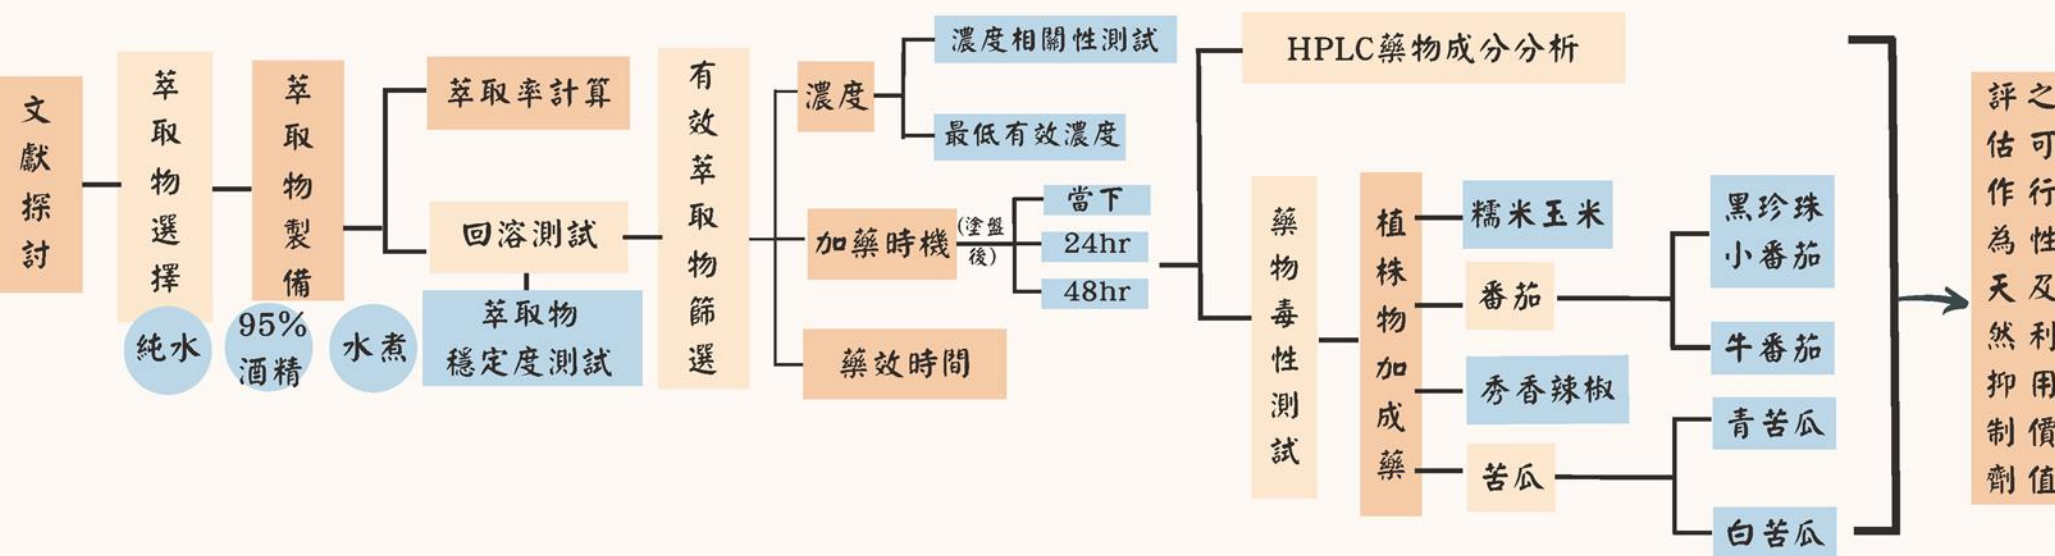 文獻探討
萃取物選擇
純水
95%
酒精
水煮
萃取物製備
萃取率計算
回溶測試
萃取物
穩定度測試
有效萃取物篩選
濃度
濃度相關性測試
最低有效濃度
加藥時機
(塗盤
後)
當下
24hr
48hr
藥效時間
HPLC藥物成分分析
藥物毒性測試
植株物加成藥
糯米玉米
番茄
黑珍珠
小番茄
牛番茄
秀香辣椒
苦瓜
青苦瓜
白苦瓜
評估作為天然抑制劑
之可行性及利用價值